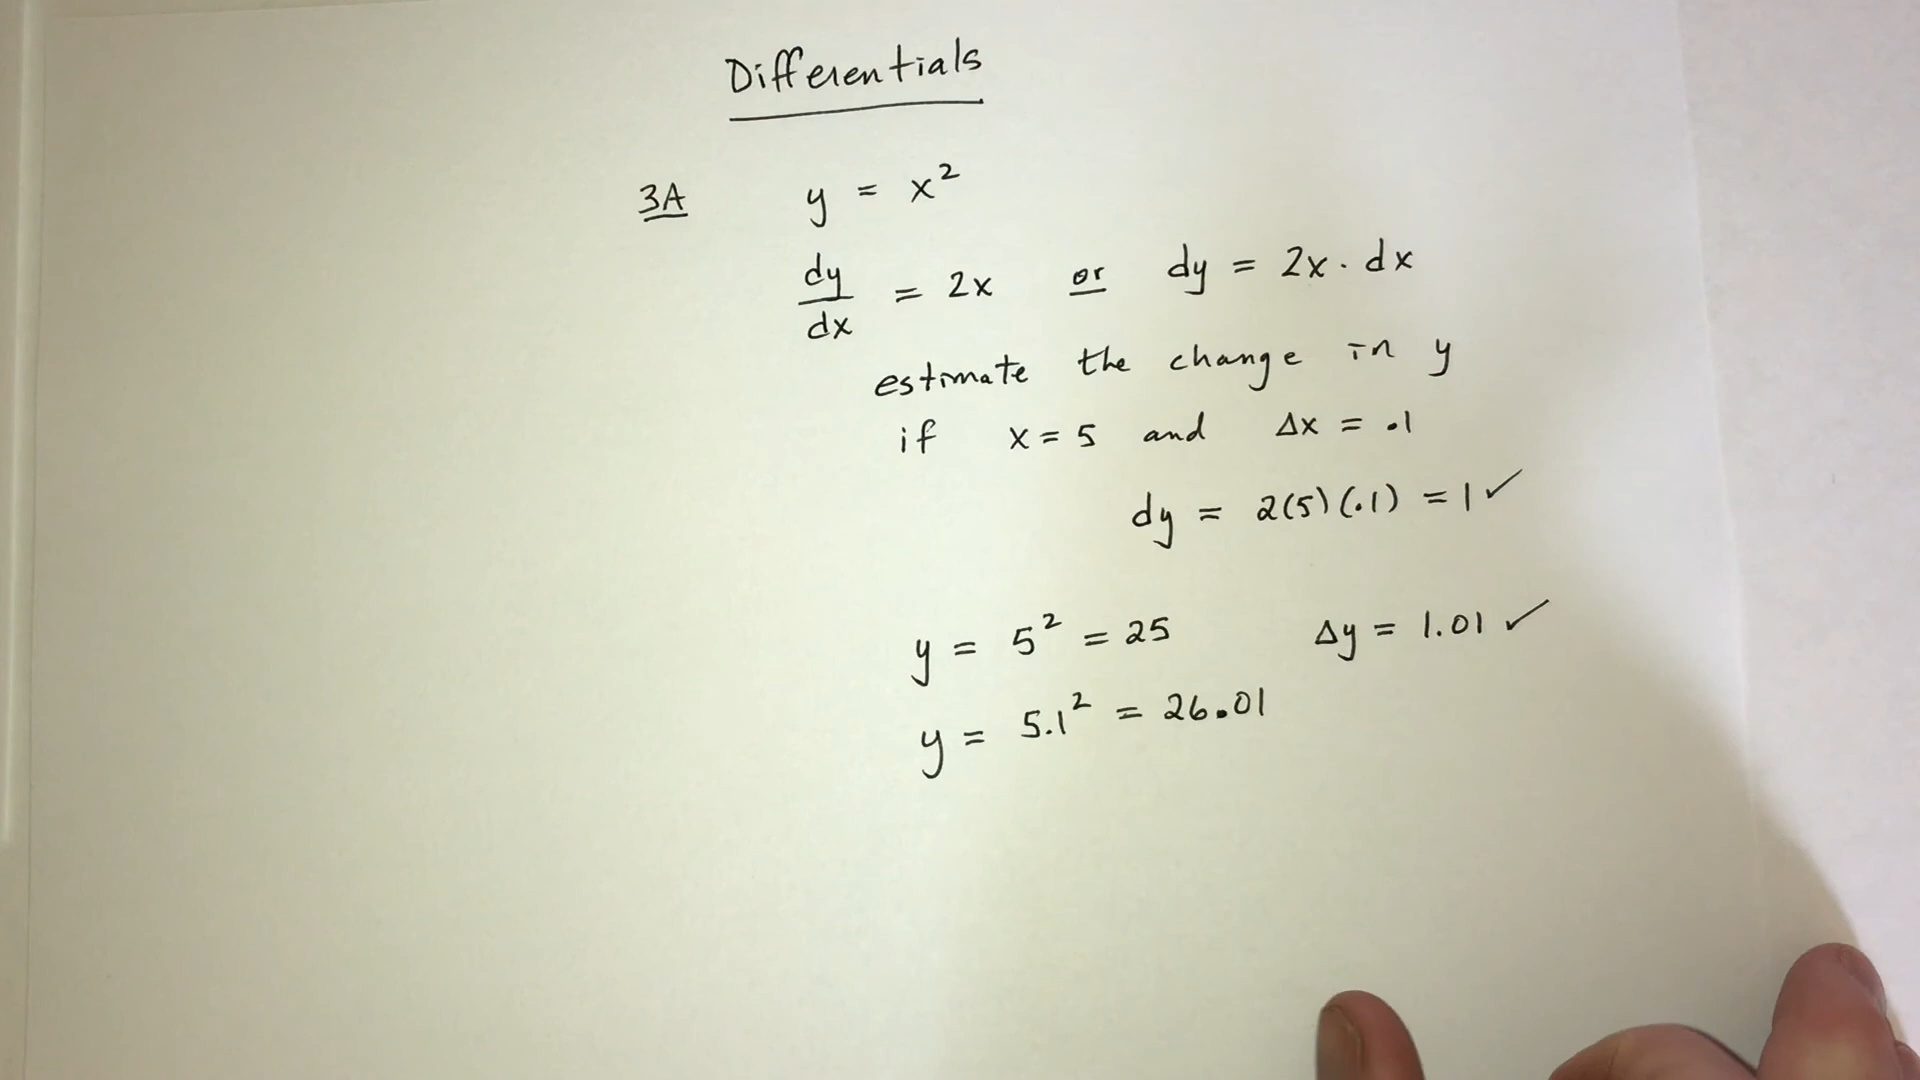 Differentials
3A y = x²
dy/dx = 2x or dy = 2x · dx
estimate the change in y
if x = 5 and Δx = .1
dy = 2(5)(.1) = 1 ✓
y = 5² = 25 Δy = 1.01 ✓
y = 5.1² = 26.01